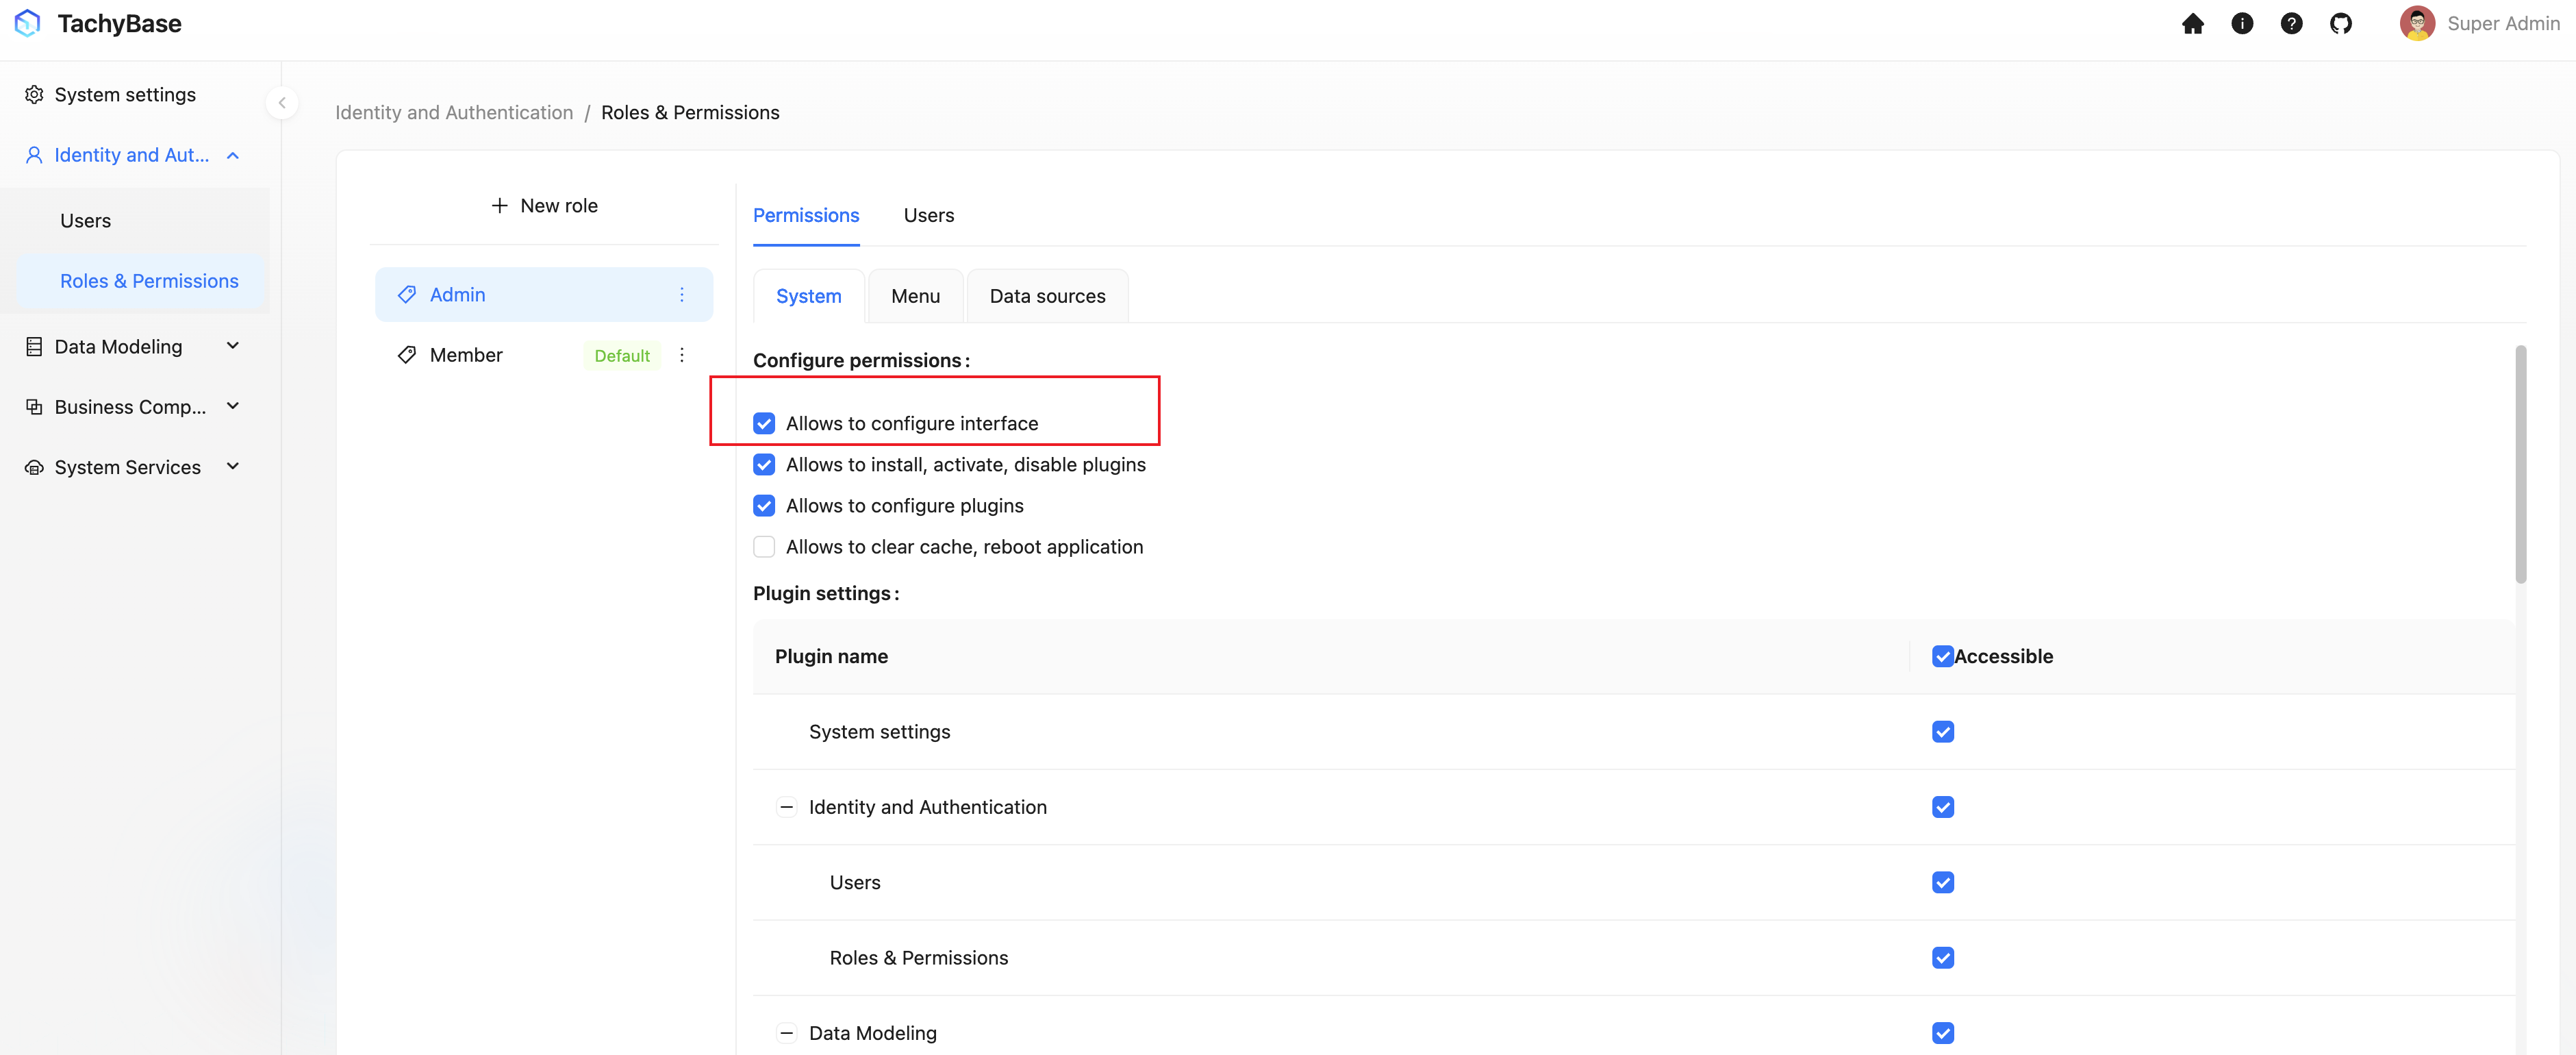 TachyBase
Super Admin
System settings
Identity and Aut...
Users
Roles & Permissions
Data Modeling
Business Comp...
System Services
Identity and Authentication / Roles & Permissions
+ New role
Admin
Member Default
Permissions Users
System Menu Data sources
Configure permissions:
Allows to configure interface
Allows to install, activate, disable plugins
Allows to configure plugins
Allows to clear cache, reboot application
Plugin settings:
Plugin name Accessible
System settings
Identity and Authentication
Users
Roles & Permissions
Data Modeling